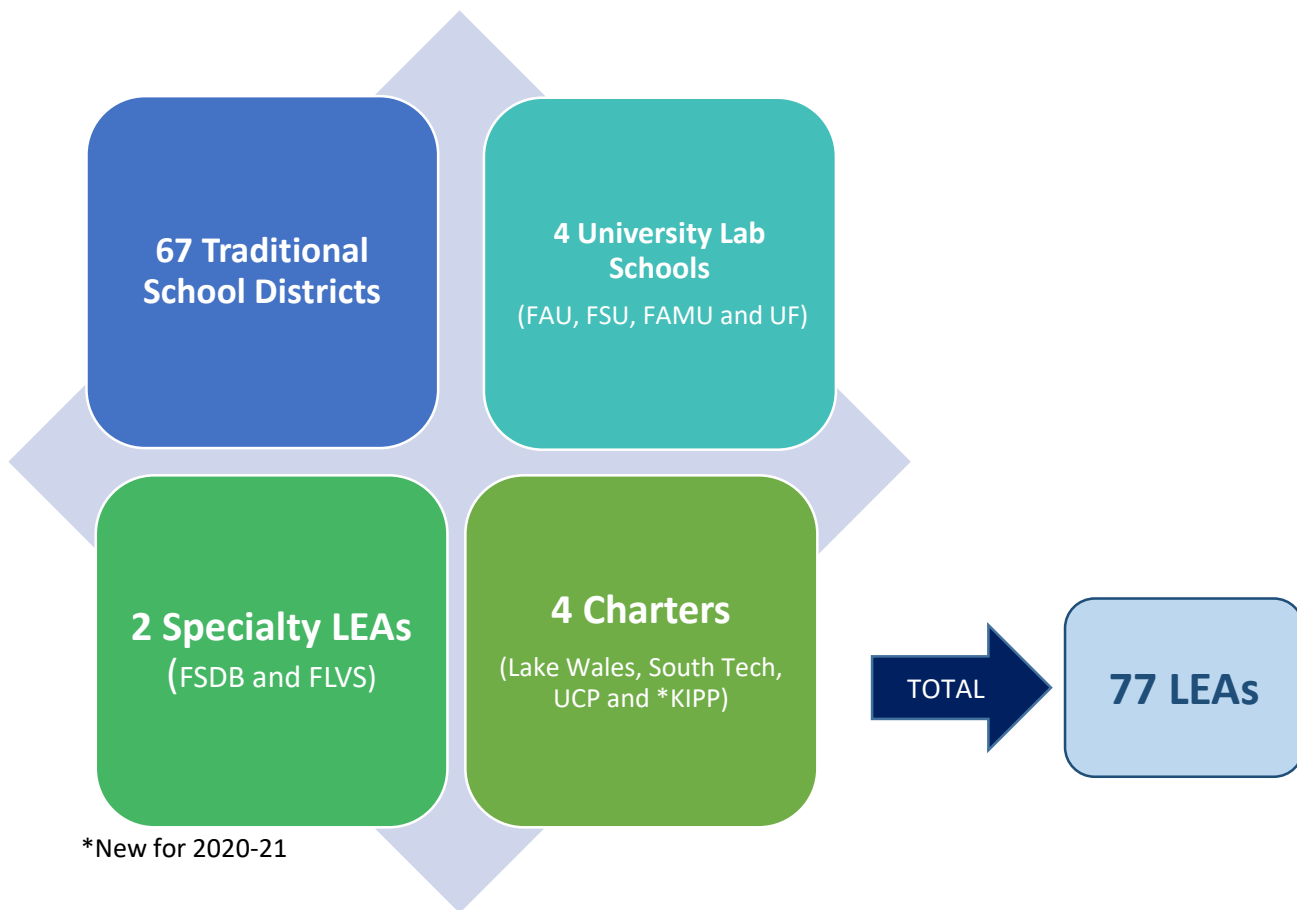 67 Traditional
School Districts
4 University Lab
Schools
(FAU, FSU, FAMU and UF)
2 Specialty LEAs
(FSDB and FLVS)
4 Charters
(Lake Wales, South Tech,
UCP and *KIPP)
TOTAL
77 LEAs
*New for 2020-21